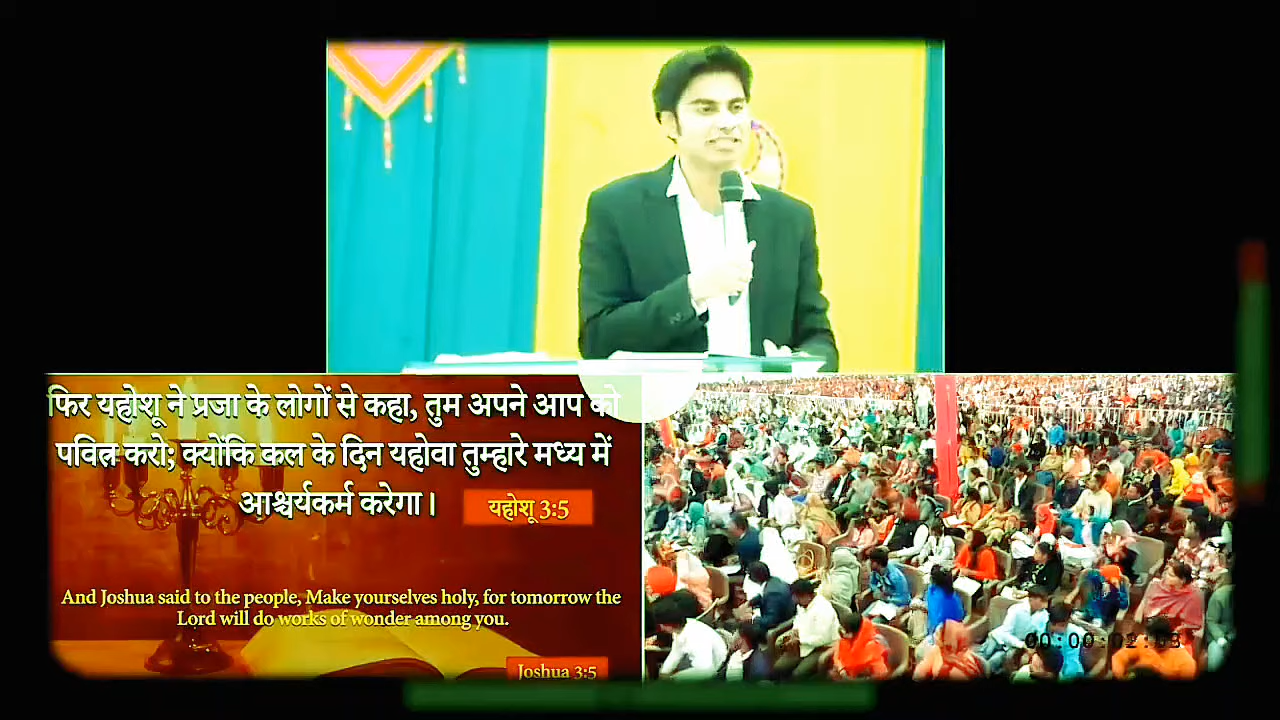 फिर यहोशू ने प्रजा के लोगों से कहा, तुम अपने आप को
पवित्र करो; क्योंकि कल के दिन यहोवा तुम्हारे मध्य में
आश्चर्यकर्म करेगा।
यहोशू 3:5
And Joshua said to the people, Make yourselves holy, for tomorrow the
Lord will do works of wonder among you.
Joshua 3:5